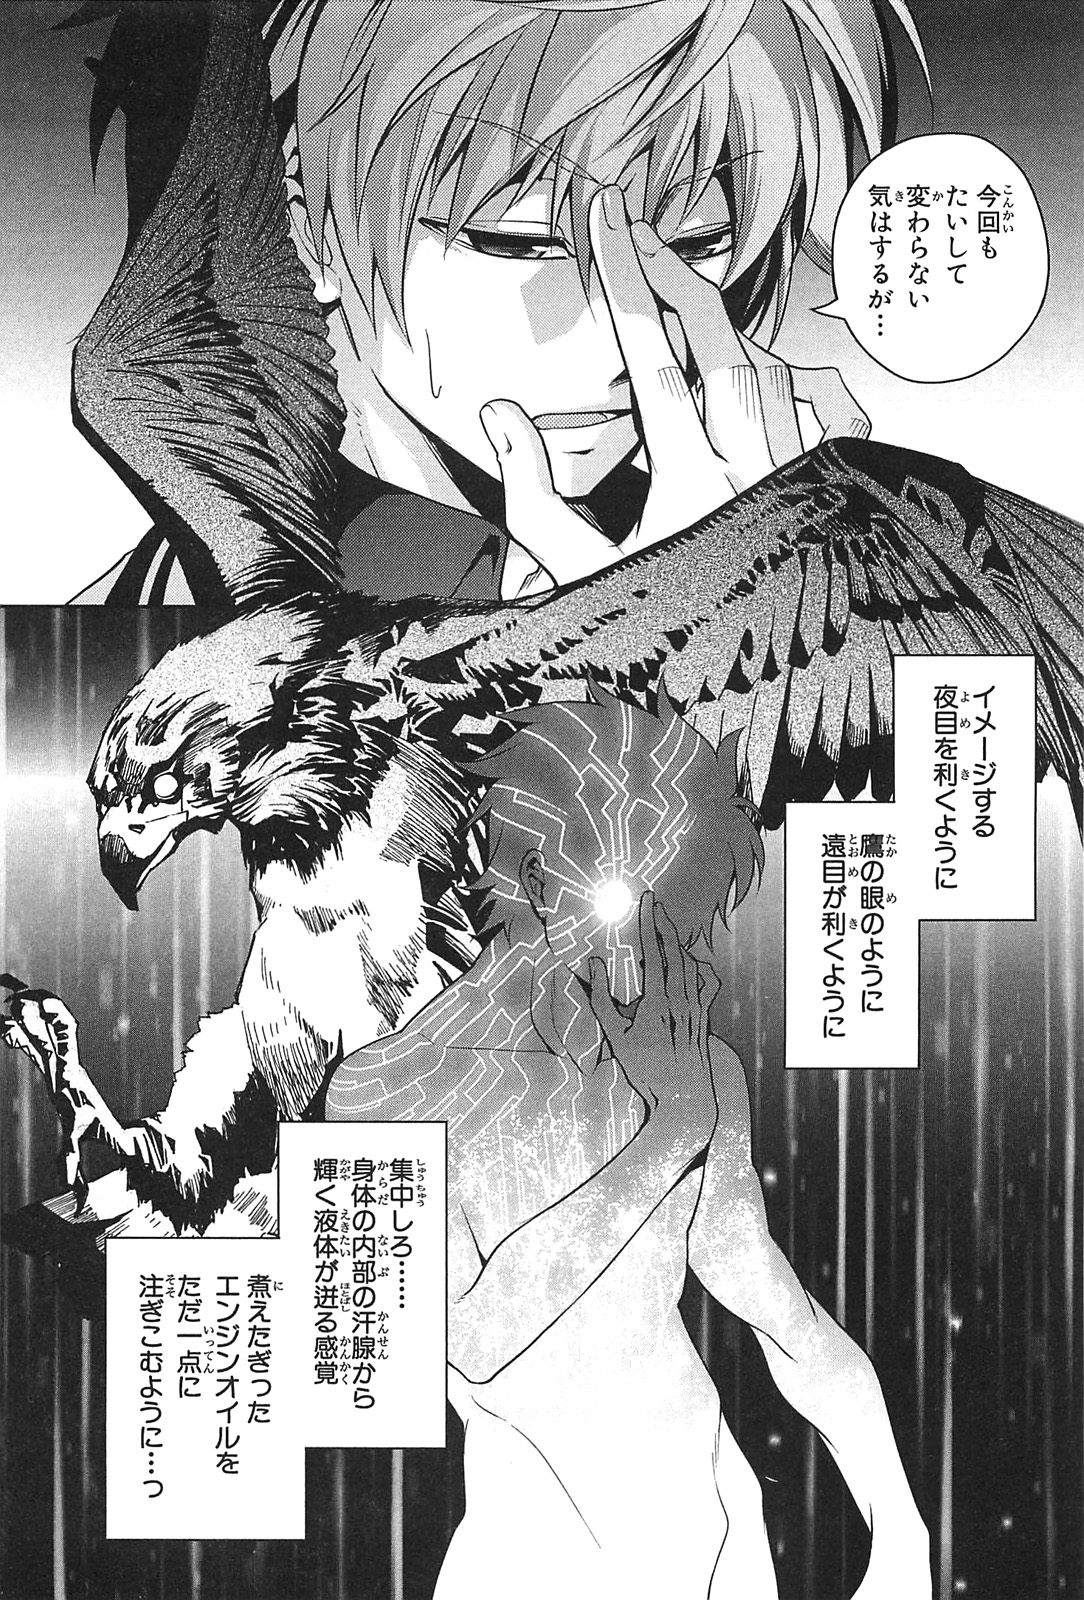 今回も
たいして
変わらない
気はするが…
イメージする
夜目を利くように
鷹の眼のように
遠目が利くように
集中しろ……
身体の内部の汗腺から
輝く液体が迸る感覚
煮えたぎった
エンジンオイルを
ただ一点に
注ぎこむように…っ